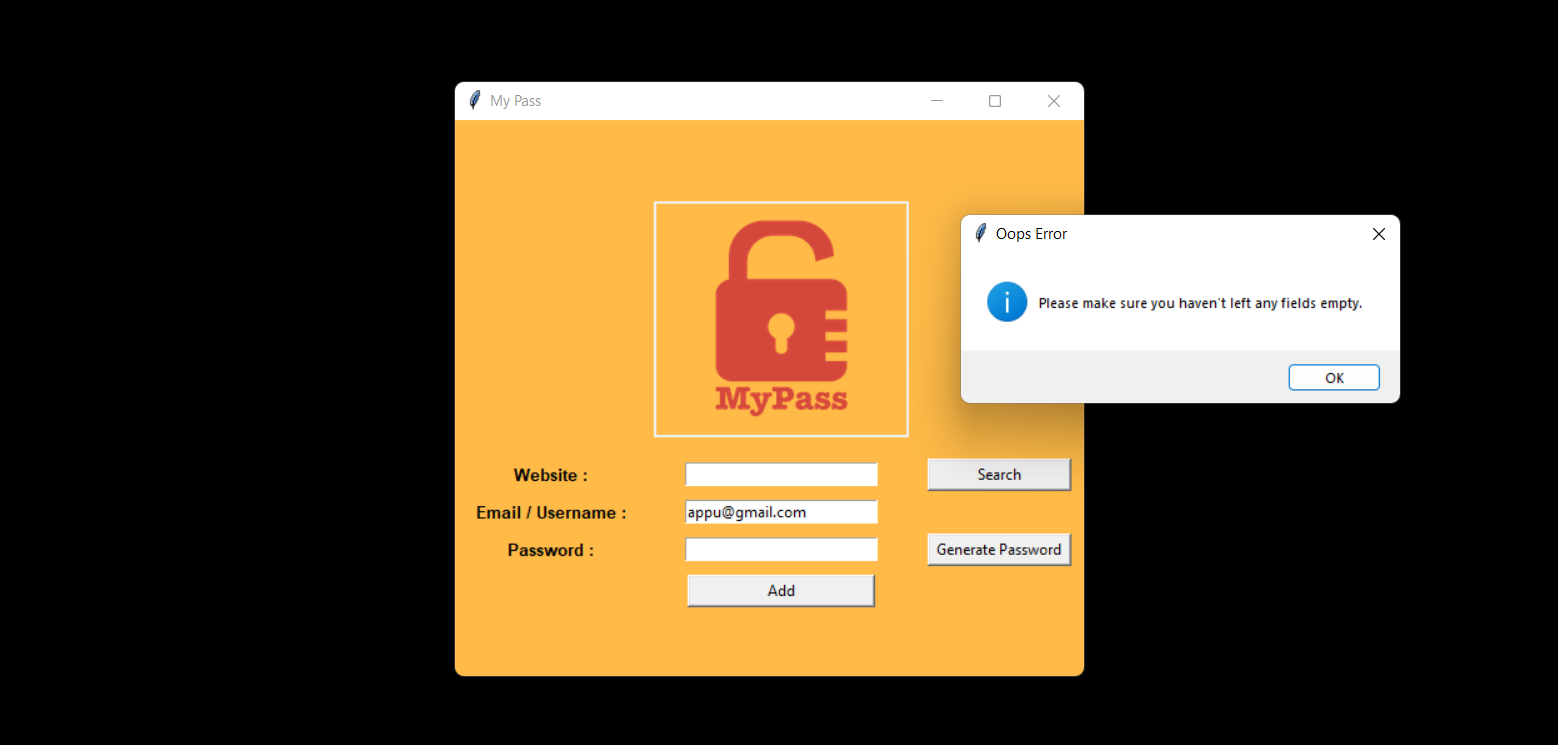 My Pass
Oops Error
Please make sure you haven't left any fields empty.
OK
MyPass
Website :
Search
Email / Username :
appu@gmail.com
Password :
Generate Password
Add